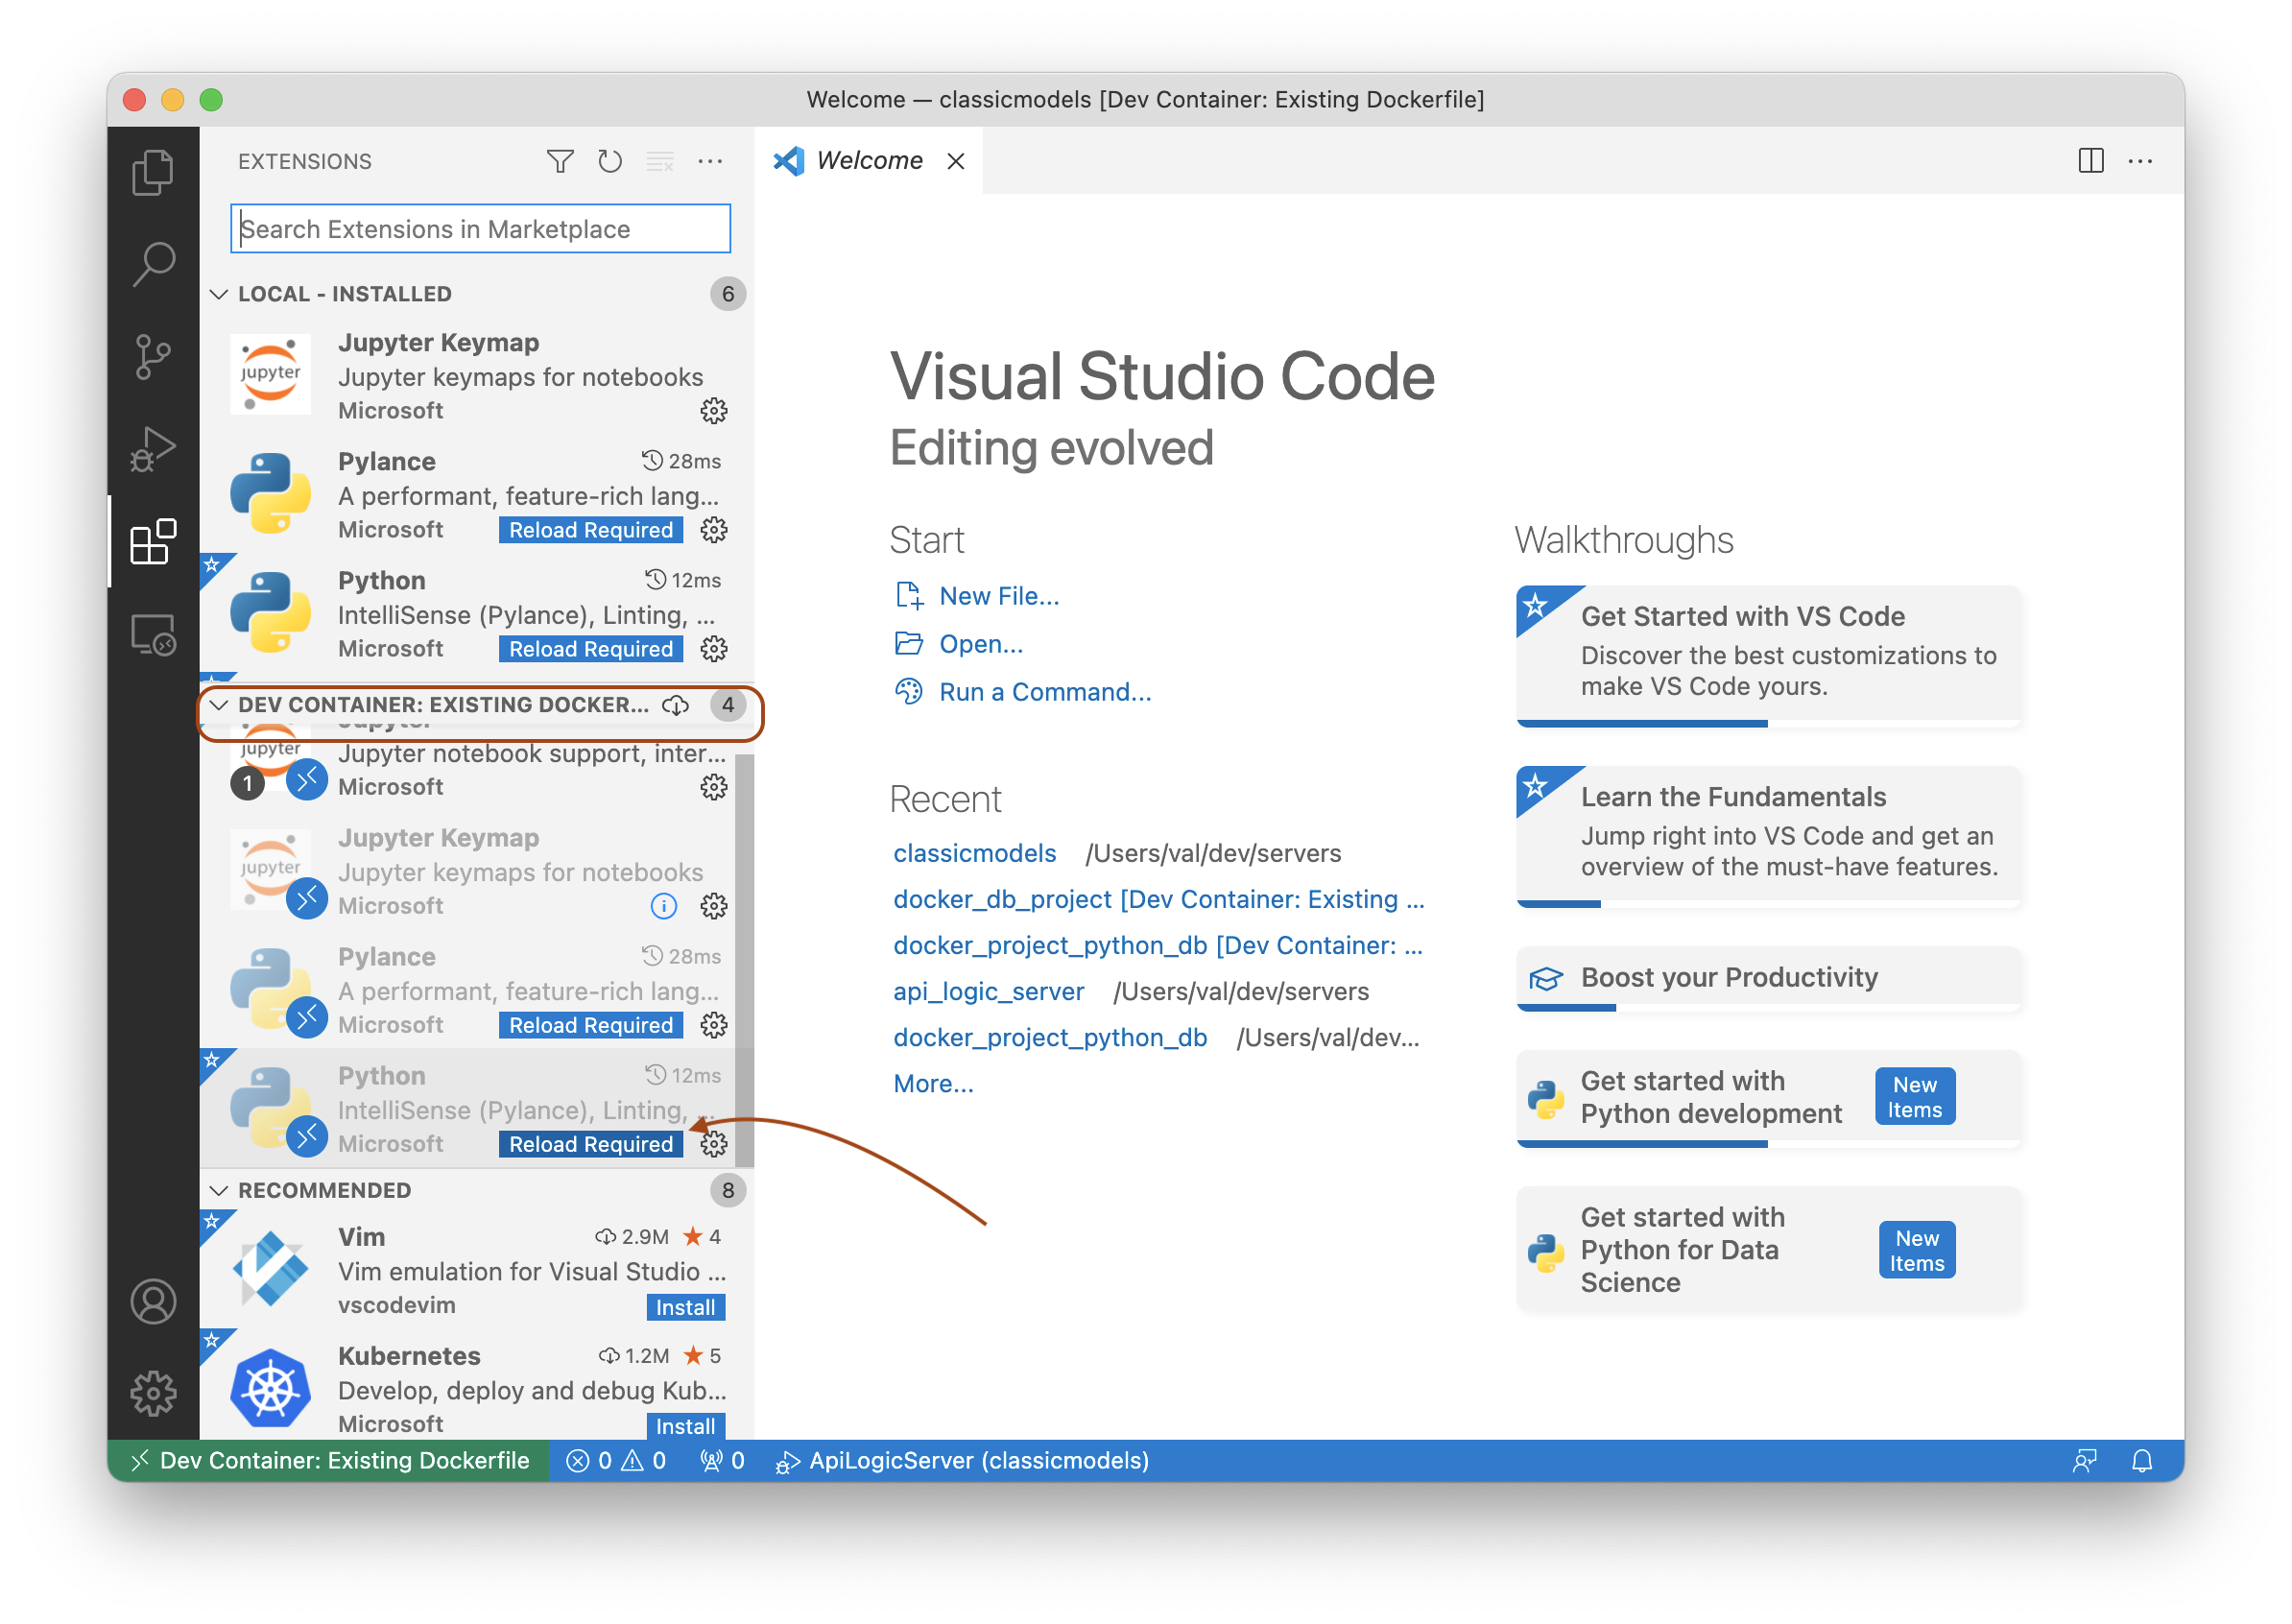 Welcome — classicmodels [Dev Container: Existing Dockerfile]
EXTENSIONS
Search Extensions in Marketplace
LOCAL - INSTALLED 6
jupyter
Jupyter Keymap
Jupyter keymaps for notebooks
Microsoft
Pylance 28ms
A performant, feature-rich lang...
Microsoft Reload Required
Python 12ms
IntelliSense (Pylance), Linting, ...
Microsoft Reload Required
DEV CONTAINER: EXISTING DOCKER... 4
Jupyter
jupyter
Jupyter notebook support, inter...
1
Microsoft
jupyter
Jupyter Keymap
Jupyter keymaps for notebooks
Microsoft
Pylance 28ms
A performant, feature-rich lang...
Microsoft Reload Required
Python 12ms
IntelliSense (Pylance), Linting, ...
Microsoft Reload Required
RECOMMENDED 8
Vim 2.9M 4
Vim emulation for Visual Studio ...
vscodevim Install
Kubernetes 1.2M 5
Develop, deploy and debug Kub...
Microsoft Install
Welcome
Visual Studio Code
Editing evolved
Start
New File...
Open...
Run a Command...
Recent
classicmodels /Users/val/dev/servers
docker_db_project [Dev Container: Existing ...
docker_project_python_db [Dev Container: ...
api_logic_server /Users/val/dev/servers
docker_project_python_db /Users/val/dev...
More...
Walkthroughs
Get Started with VS Code
Discover the best customizations to
make VS Code yours.
Learn the Fundamentals
Jump right into VS Code and get an
overview of the must-have features.
Boost your Productivity
Get started with
Python development
New
Items
Get started with
Python for Data
Science
New
Items
Dev Container: Existing Dockerfile 0 0 0 ApiLogicServer (classicmodels)